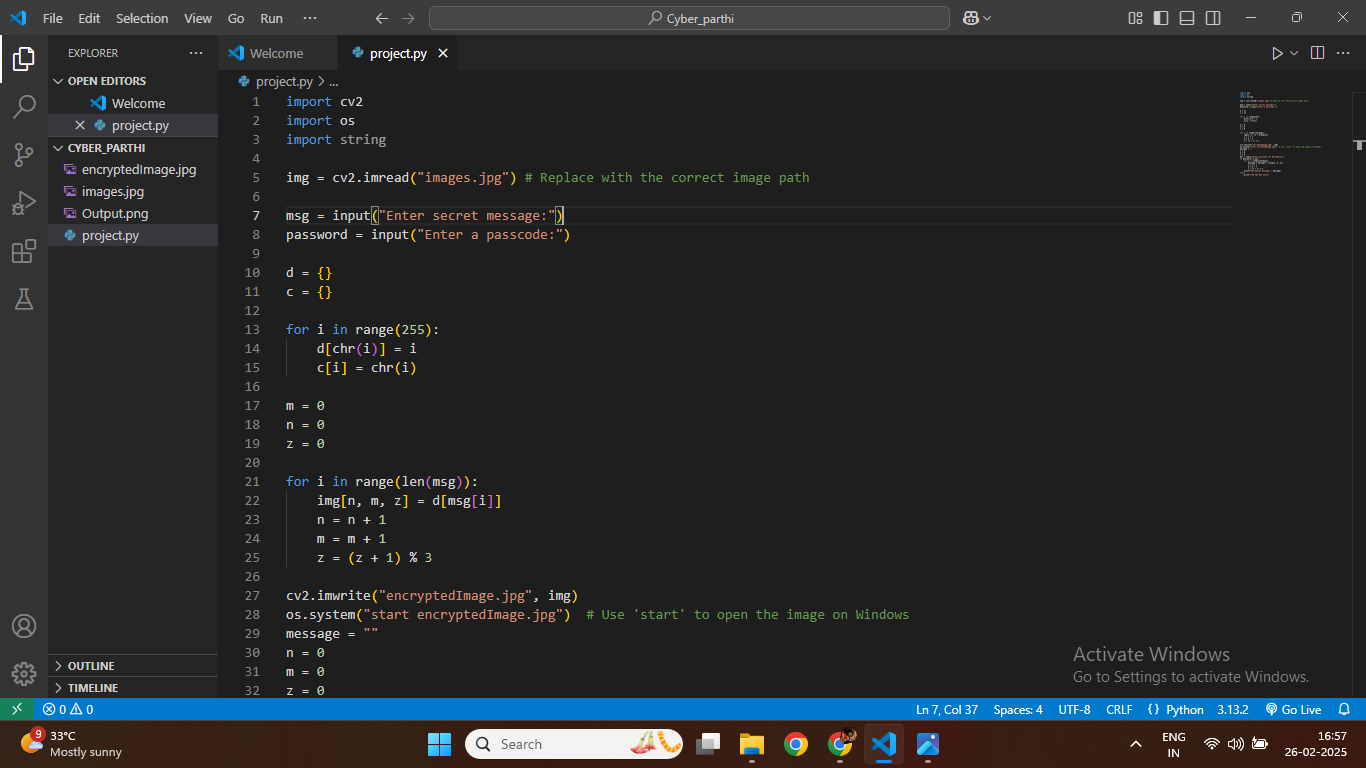 File Edit Selection View Go Run ··· Cyber_parthi
EXPLORER ···
OPEN EDITORS
Welcome
project.py
CYBER_PARTHI
encryptedImage.jpg
images.jpg
Output.png
project.py
OUTLINE
TIMELINE
Welcome project.py
project.py > ...
1 import cv2
2 import os
3 import string
4
5 img = cv2.imread("images.jpg") # Replace with the correct image path
6
7 msg = input("Enter secret message:")
8 password = input("Enter a passcode:")
9
10 d = {}
11 c = {}
12
13 for i in range(255):
14 d[chr(i)] = i
15 c[i] = chr(i)
16
17 m = 0
18 n = 0
19 z = 0
20
21 for i in range(len(msg)):
22 img[n, m, z] = d[msg[i]]
23 n = n + 1
24 m = m + 1
25 z = (z + 1) % 3
26
27 cv2.imwrite("encryptedImage.jpg", img)
28 os.system("start encryptedImage.jpg")  # Use 'start' to open the image on Windows
29 message = ""
30 n = 0
31 m = 0
32 z = 0
Activate Windows
Go to Settings to activate Windows.
0 0 Ln 7, Col 37 Spaces: 4 UTF-8 CRLF {} Python 3.13.2 Go Live
9
33°C
Mostly sunny
Search
ENG
IN
16:57
26-02-2025